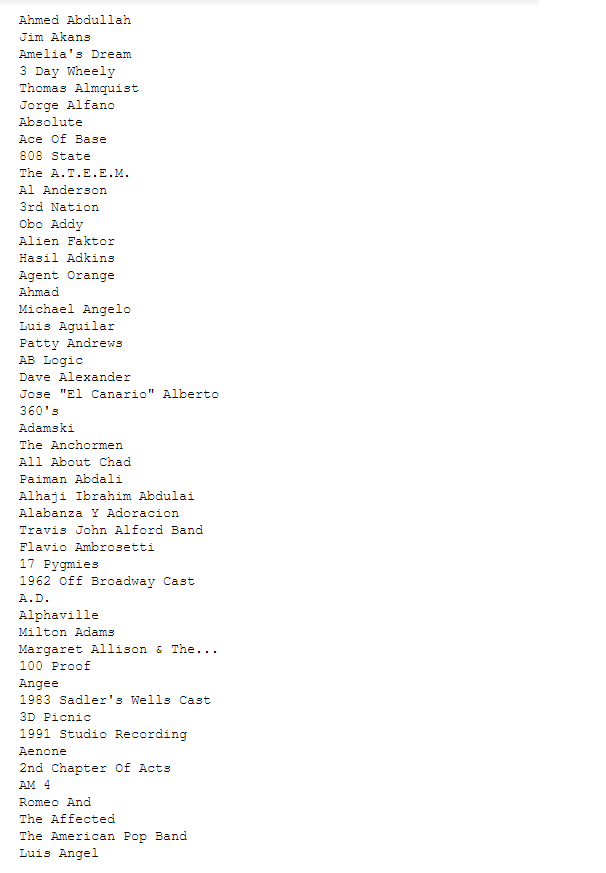 Ahmed Abdullah
Jim Akans
Amelia's Dream
3 Day Wheely
Thomas Almquist
Jorge Alfano
Absolute
Ace Of Base
808 State
The A.T.E.E.M.
Al Anderson
3rd Nation
Obo Addy
Alien Faktor
Hasil Adkins
Agent Orange
Ahmad
Michael Angelo
Luis Aguilar
Patty Andrews
AB Logic
Dave Alexander
Jose "El Canario" Alberto
360's
Adamski
The Anchormen
All About Chad
Paiman Abdali
Alhaji Ibrahim Abdulai
Alabanza Y Adoracion
Travis John Alford Band
Flavio Ambrosetti
17 Pygmies
1962 Off Broadway Cast
A.D.
Alphaville
Milton Adams
Margaret Allison & The...
100 Proof
Angee
1983 Sadler's Wells Cast
3D Picnic
1991 Studio Recording
Aenone
2nd Chapter Of Acts
AM 4
Romeo And
The Affected
The American Pop Band
Luis Angel